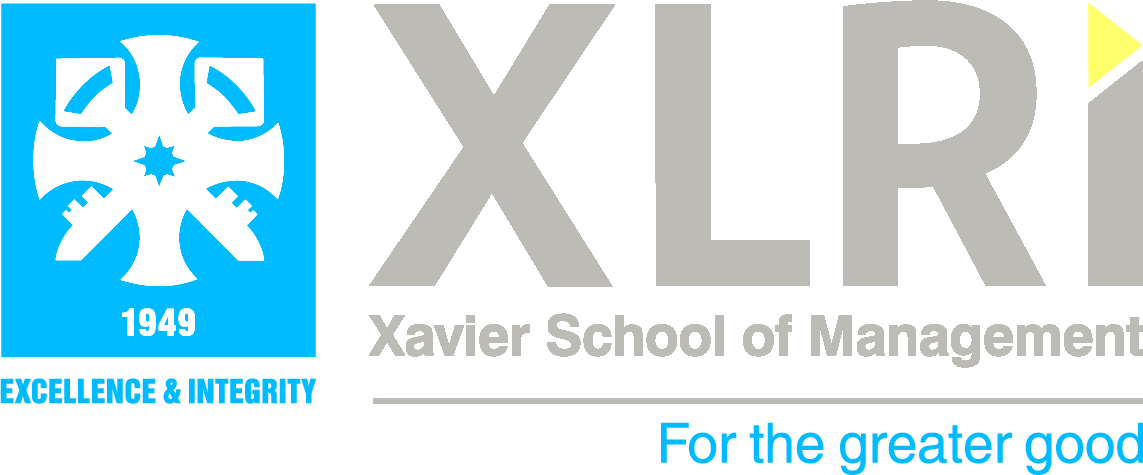 1949
EXCELLENCE & INTEGRITY
XLRi
Xavier School of Management
For the greater good